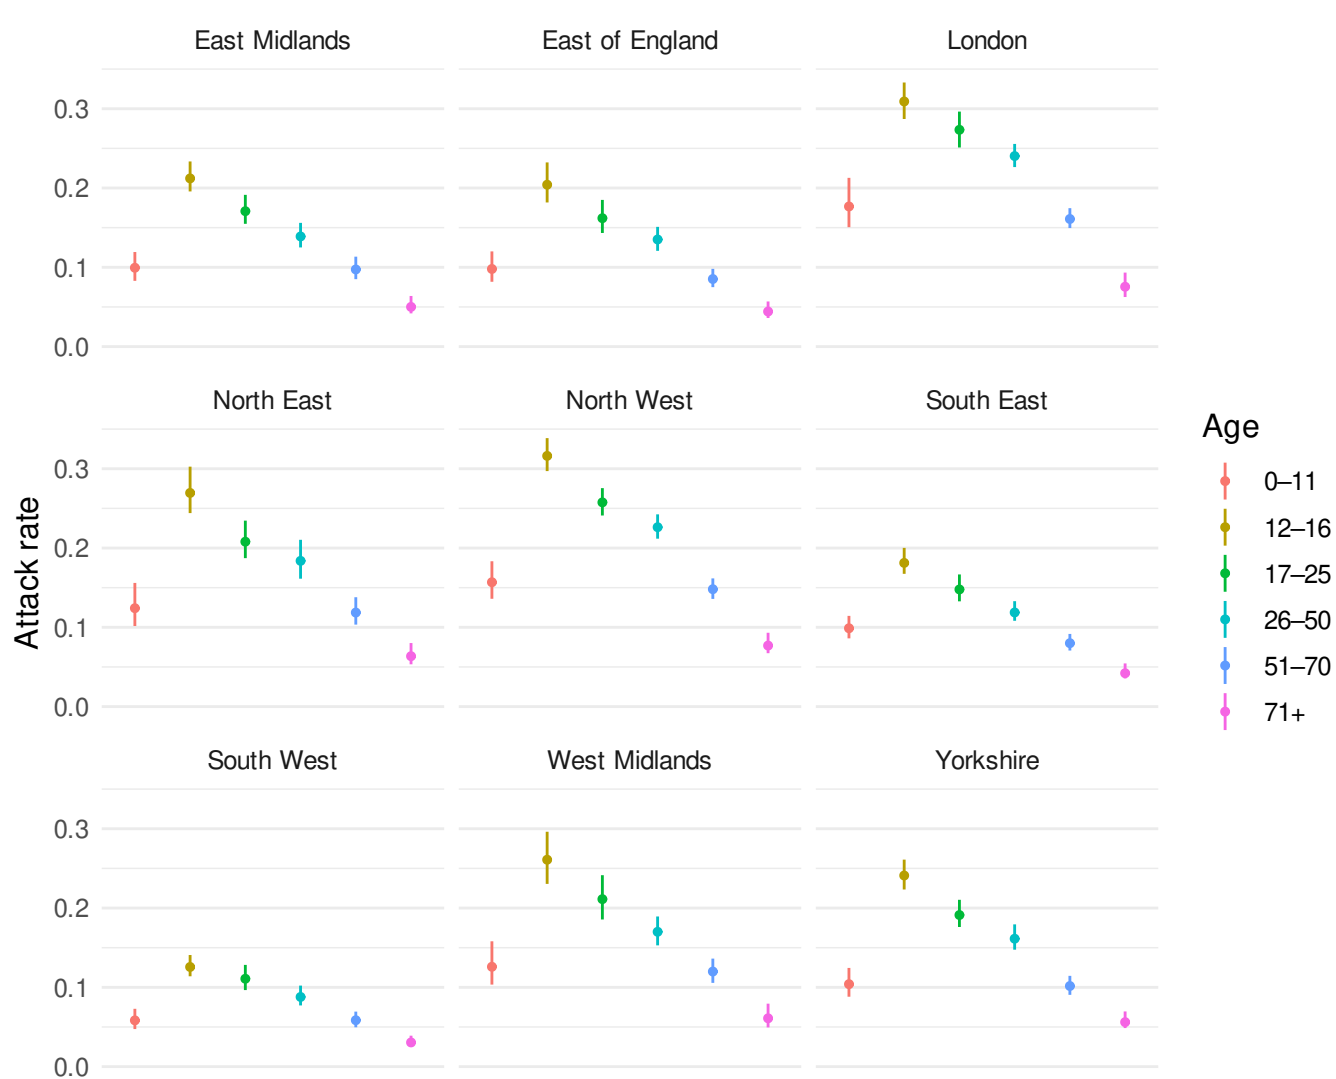 East Midlands
East of England
London
0.3
0.2
0.1
0.0
North East
North West
South East
0.3
0.2
0.1
0.0
South West
West Midlands
Yorkshire
0.3
0.2
0.1
0.0
Attack rate
Age
0–11
12–16
17–25
26–50
51–70
71+